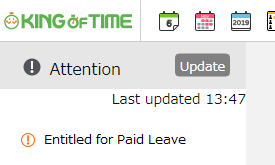 KING OF TIME
6
2019
Attention
Update
Last updated 13:47
Entitled for Paid Leave